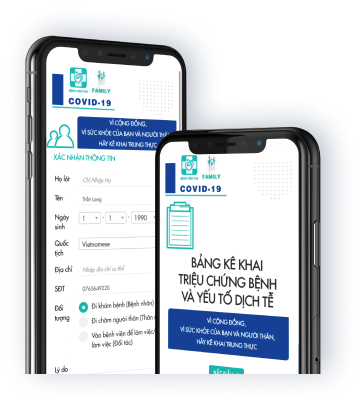 FAMILY
COVID-19
VÌ CỘNG ĐỒNG,
VÌ SỨC KHỎE CỦA BẠN VÀ NGƯỜI THÂN
HÃY KÊ KHAI TRUNG THỰC
XÁC NHẬN THÔNG TIN
Họ lót
Chỉ Nhập Họ
Tên
Trần Long
Ngày sinh
1 - 1 - 1990
Quốc tịch
Vietnamese
Địa chỉ
Nhập địa chỉ cụ thể
SĐT
0763649220
Đối tượng
Đi khám bệnh (Bệnh nhân)
Đi chăm người thân (Thân
Vào bệnh viện để làm việc/
làm việc (Đối tác)
Lý do
FAMILY
COVID-19
BẢNG KÊ KHAI
TRIỆU CHỨNG BỆNH
VÀ YẾU TỐ DỊCH TỄ
VÌ CỘNG ĐỒNG,
VÌ SỨC KHỎE CỦA BẠN VÀ NGƯỜI THÂN,
HÃY KÊ KHAI TRUNG THỰC